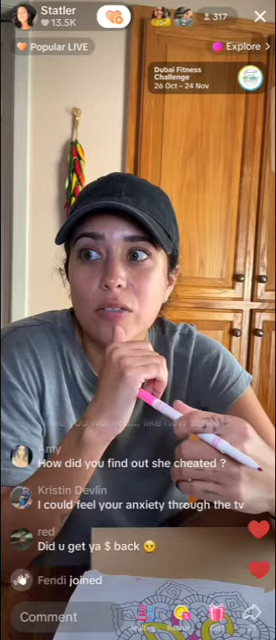 Statler
13.5K
317
Popular LIVE
Explore >
Dubai Fitness
Challenge
26 Oct – 24 Nov
Amy
How did you find out she cheated ?
Kristin Devlin
I could feel your anxiety through the tv
red
Did u get ya $ back 🫤
Fendi joined
Comment
Gift